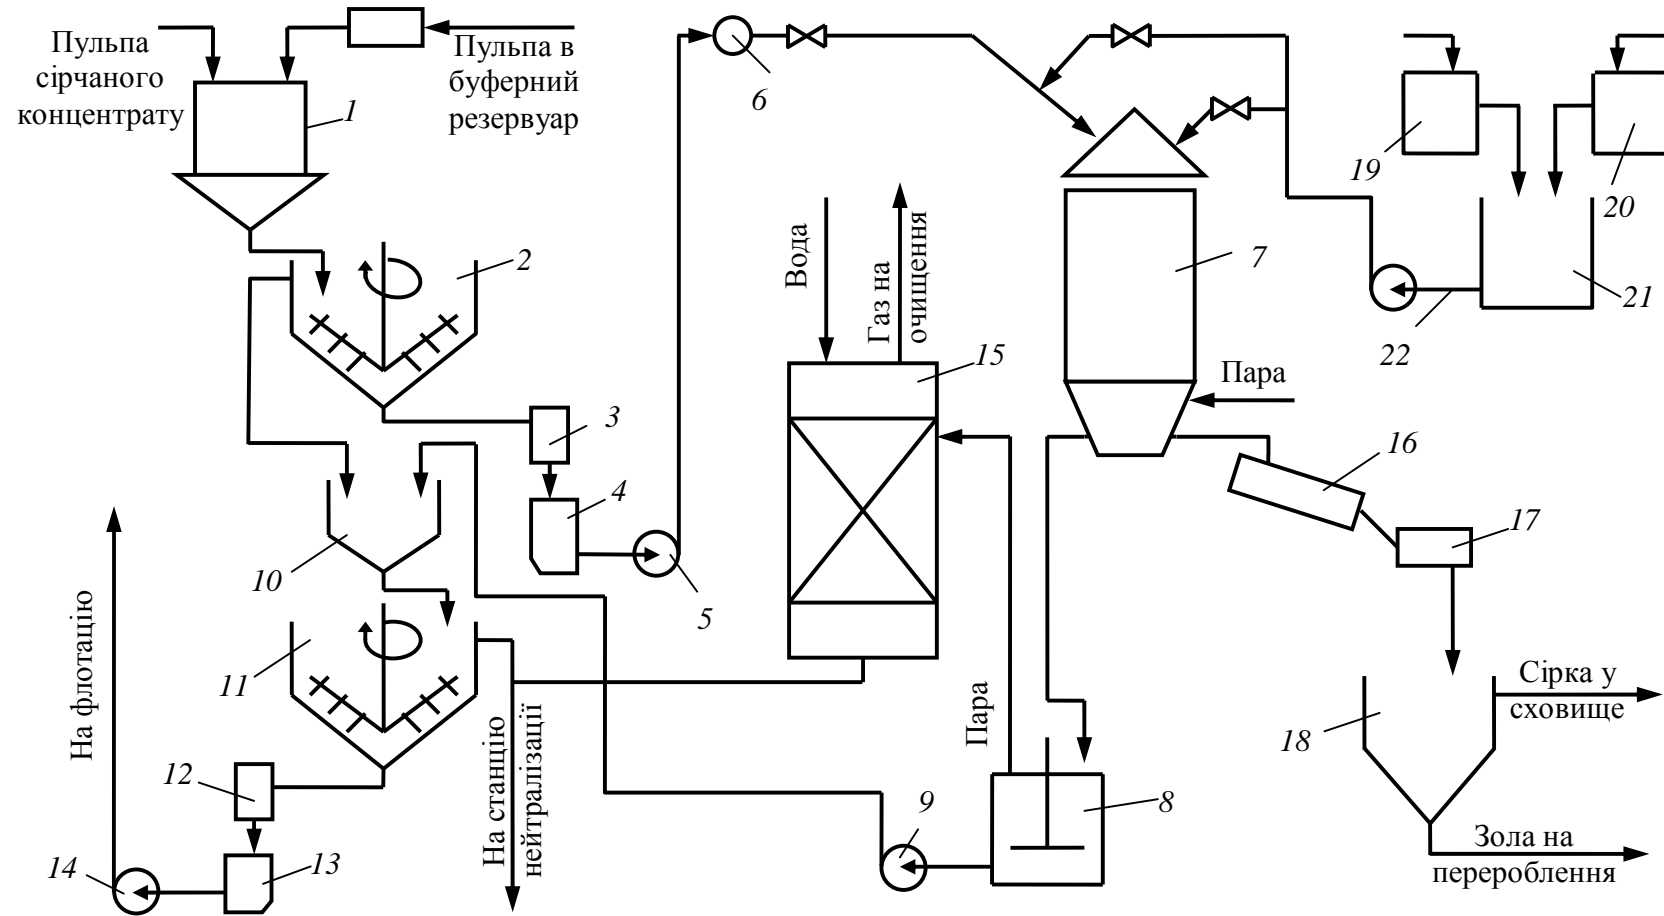 Пульпа
сірчаного
концентрату
Пульпа в
буферний
резервуар
1
2
3
4
5
6
7
Вода
Газ на
очищення
15
Пара
19
20
21
22
16
17
10
11
12
13
14
На флотацію
На станцію
нейтралізації
Пара
8
9
18
Сірка у
сховище
Зола на
перероблення